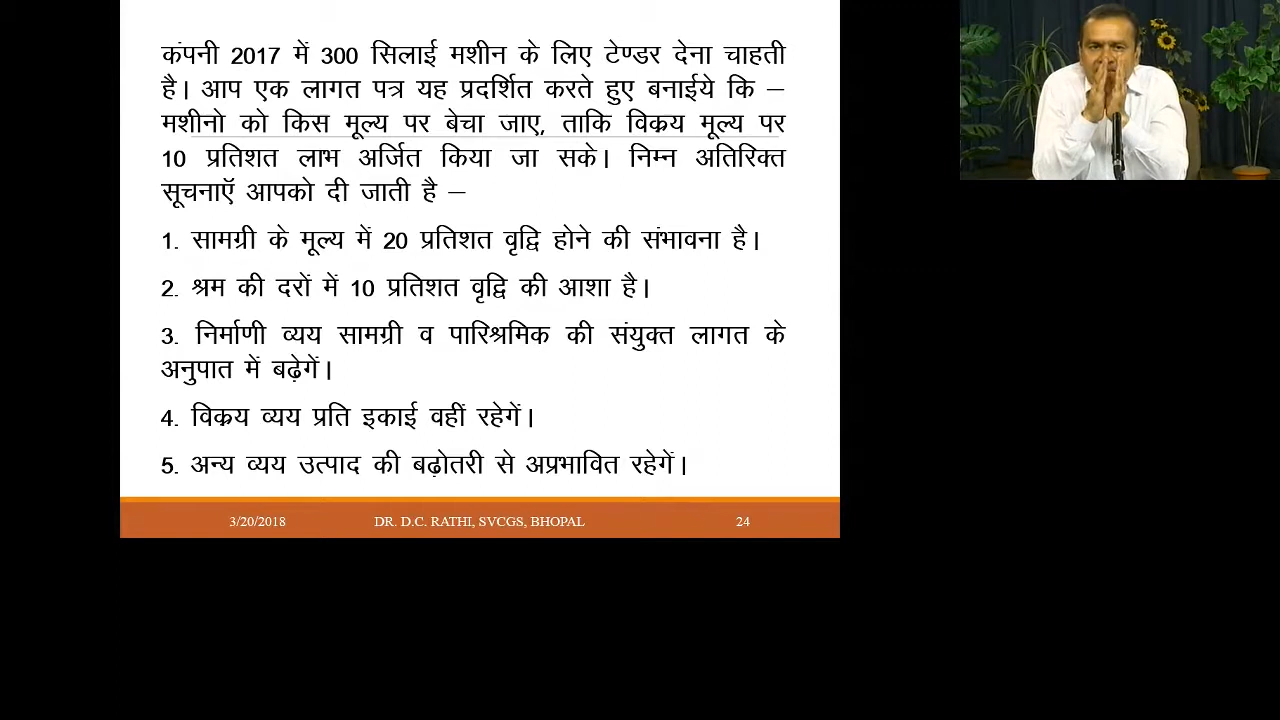 कंपनी 2017 में 300 सिलाई मशीन के लिए टेण्डर देना चाहती
है। आप एक लागत पत्र यह प्रदर्शित करते हुए बनाईये कि –
मशीनो को किस मूल्य पर बेचा जाए, ताकि विक्रय मूल्य पर
10 प्रतिशत लाभ अर्जित किया जा सके। निम्न अतिरिक्त
सूचनाऍ आपको दी जाती है –
1. सामग्री के मूल्य में 20 प्रतिशत वृद्वि होने की संभावना है।
2. श्रम की दरों में 10 प्रतिशत वृद्वि की आशा है।
3. निर्माणी व्यय सामग्री व पारिश्रमिक की संयुक्त लागत के
अनुपात में बढ़ेगें।
4. विक्रय व्यय प्रति इकाई वहीं रहेगें।
5. अन्य व्यय उत्पाद की बढ़ोतरी से अप्रभावित रहेगें।
3/20/2018 DR. D.C. RATHI, SVCGS, BHOPAL 24